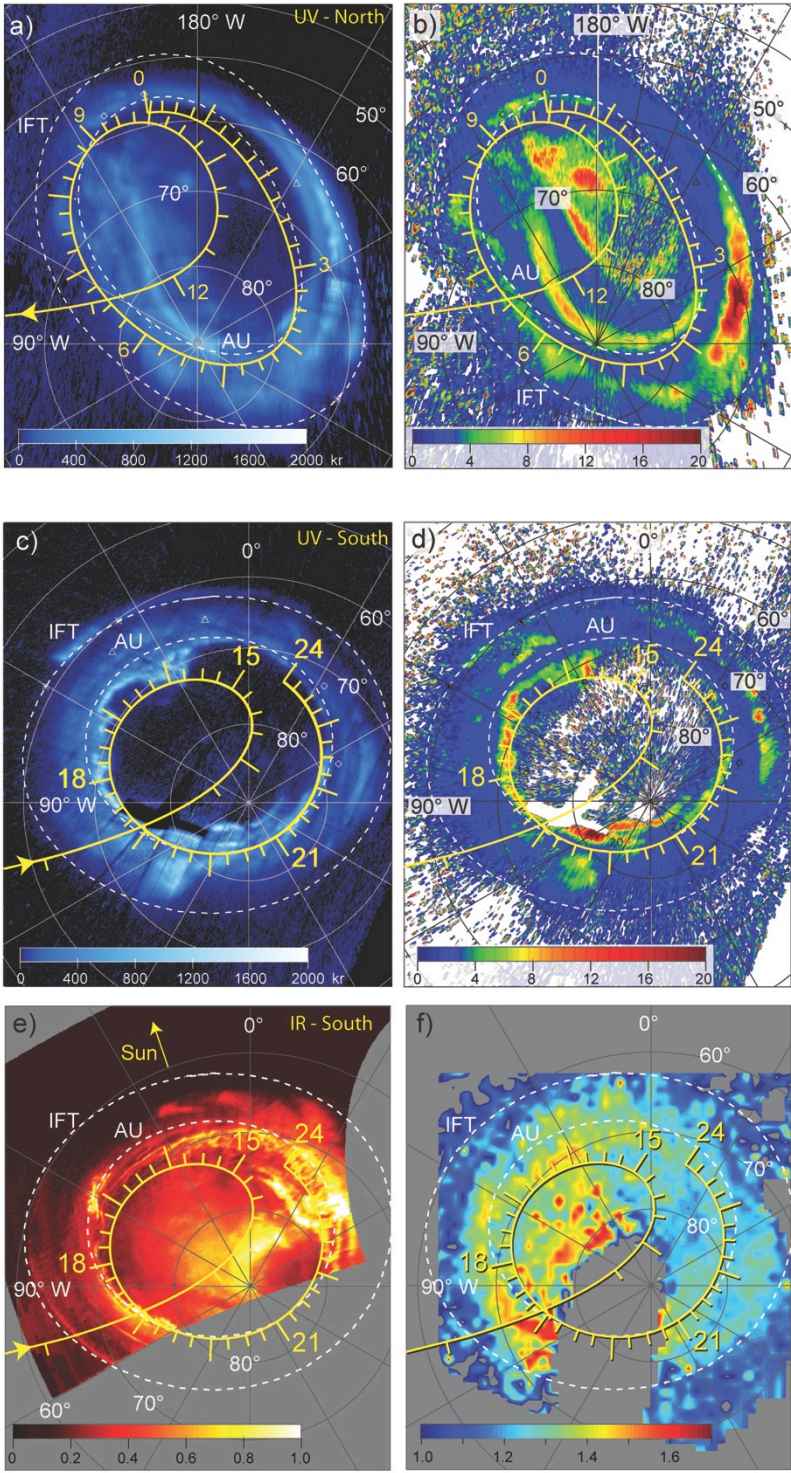 a)
180° W
UV - North
IFT
9
0
AU
50°
60°
70°
3
12
80°
90° W
6
AU
0 400 800 1200 1600 2000 kr
b)
180° W
50°
0
9
IFT
60°
70°
3
AU
12
80°
90° W
6
IFT
0 4 8 12 16 20
c)
0°
UV - South
60°
IFT
AU
15
24
70°
80°
18
90° W
21
0 400 800 1200 1600 2000 kr
d)
0°
60°
IFT
AU
24
15
70°
80°
18
90° W
21
0 4 8 12 16 20
e)
0°
IR - South
Sun
IFT
AU
15
24
18
90° W
21
80°
70°
60°
0 0.2 0.4 0.6 0.8 1.0
f)
0°
60°
IFT
AU
24
15
70°
80°
18
90° W
21
1.0 1.2 1.4 1.6